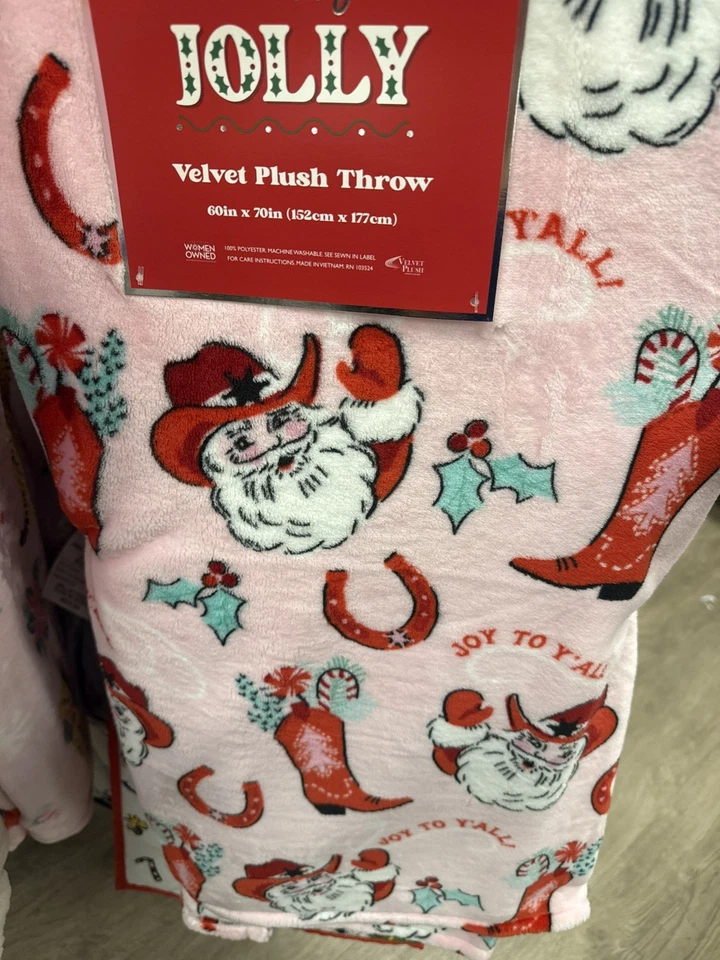 JOLLY
Velvet Plush Throw
60in x 70in (152cm x 177cm)
WOMEN
OWNED
100% POLYESTER. MACHINE WASHABLE. SEE SEWN IN LABEL
FOR CARE INSTRUCTIONS. MADE IN VIETNAM. RN 103524
VELVET
PLUSH
Y'ALL!
JOY TO Y'ALL
JOY TO Y'ALL!